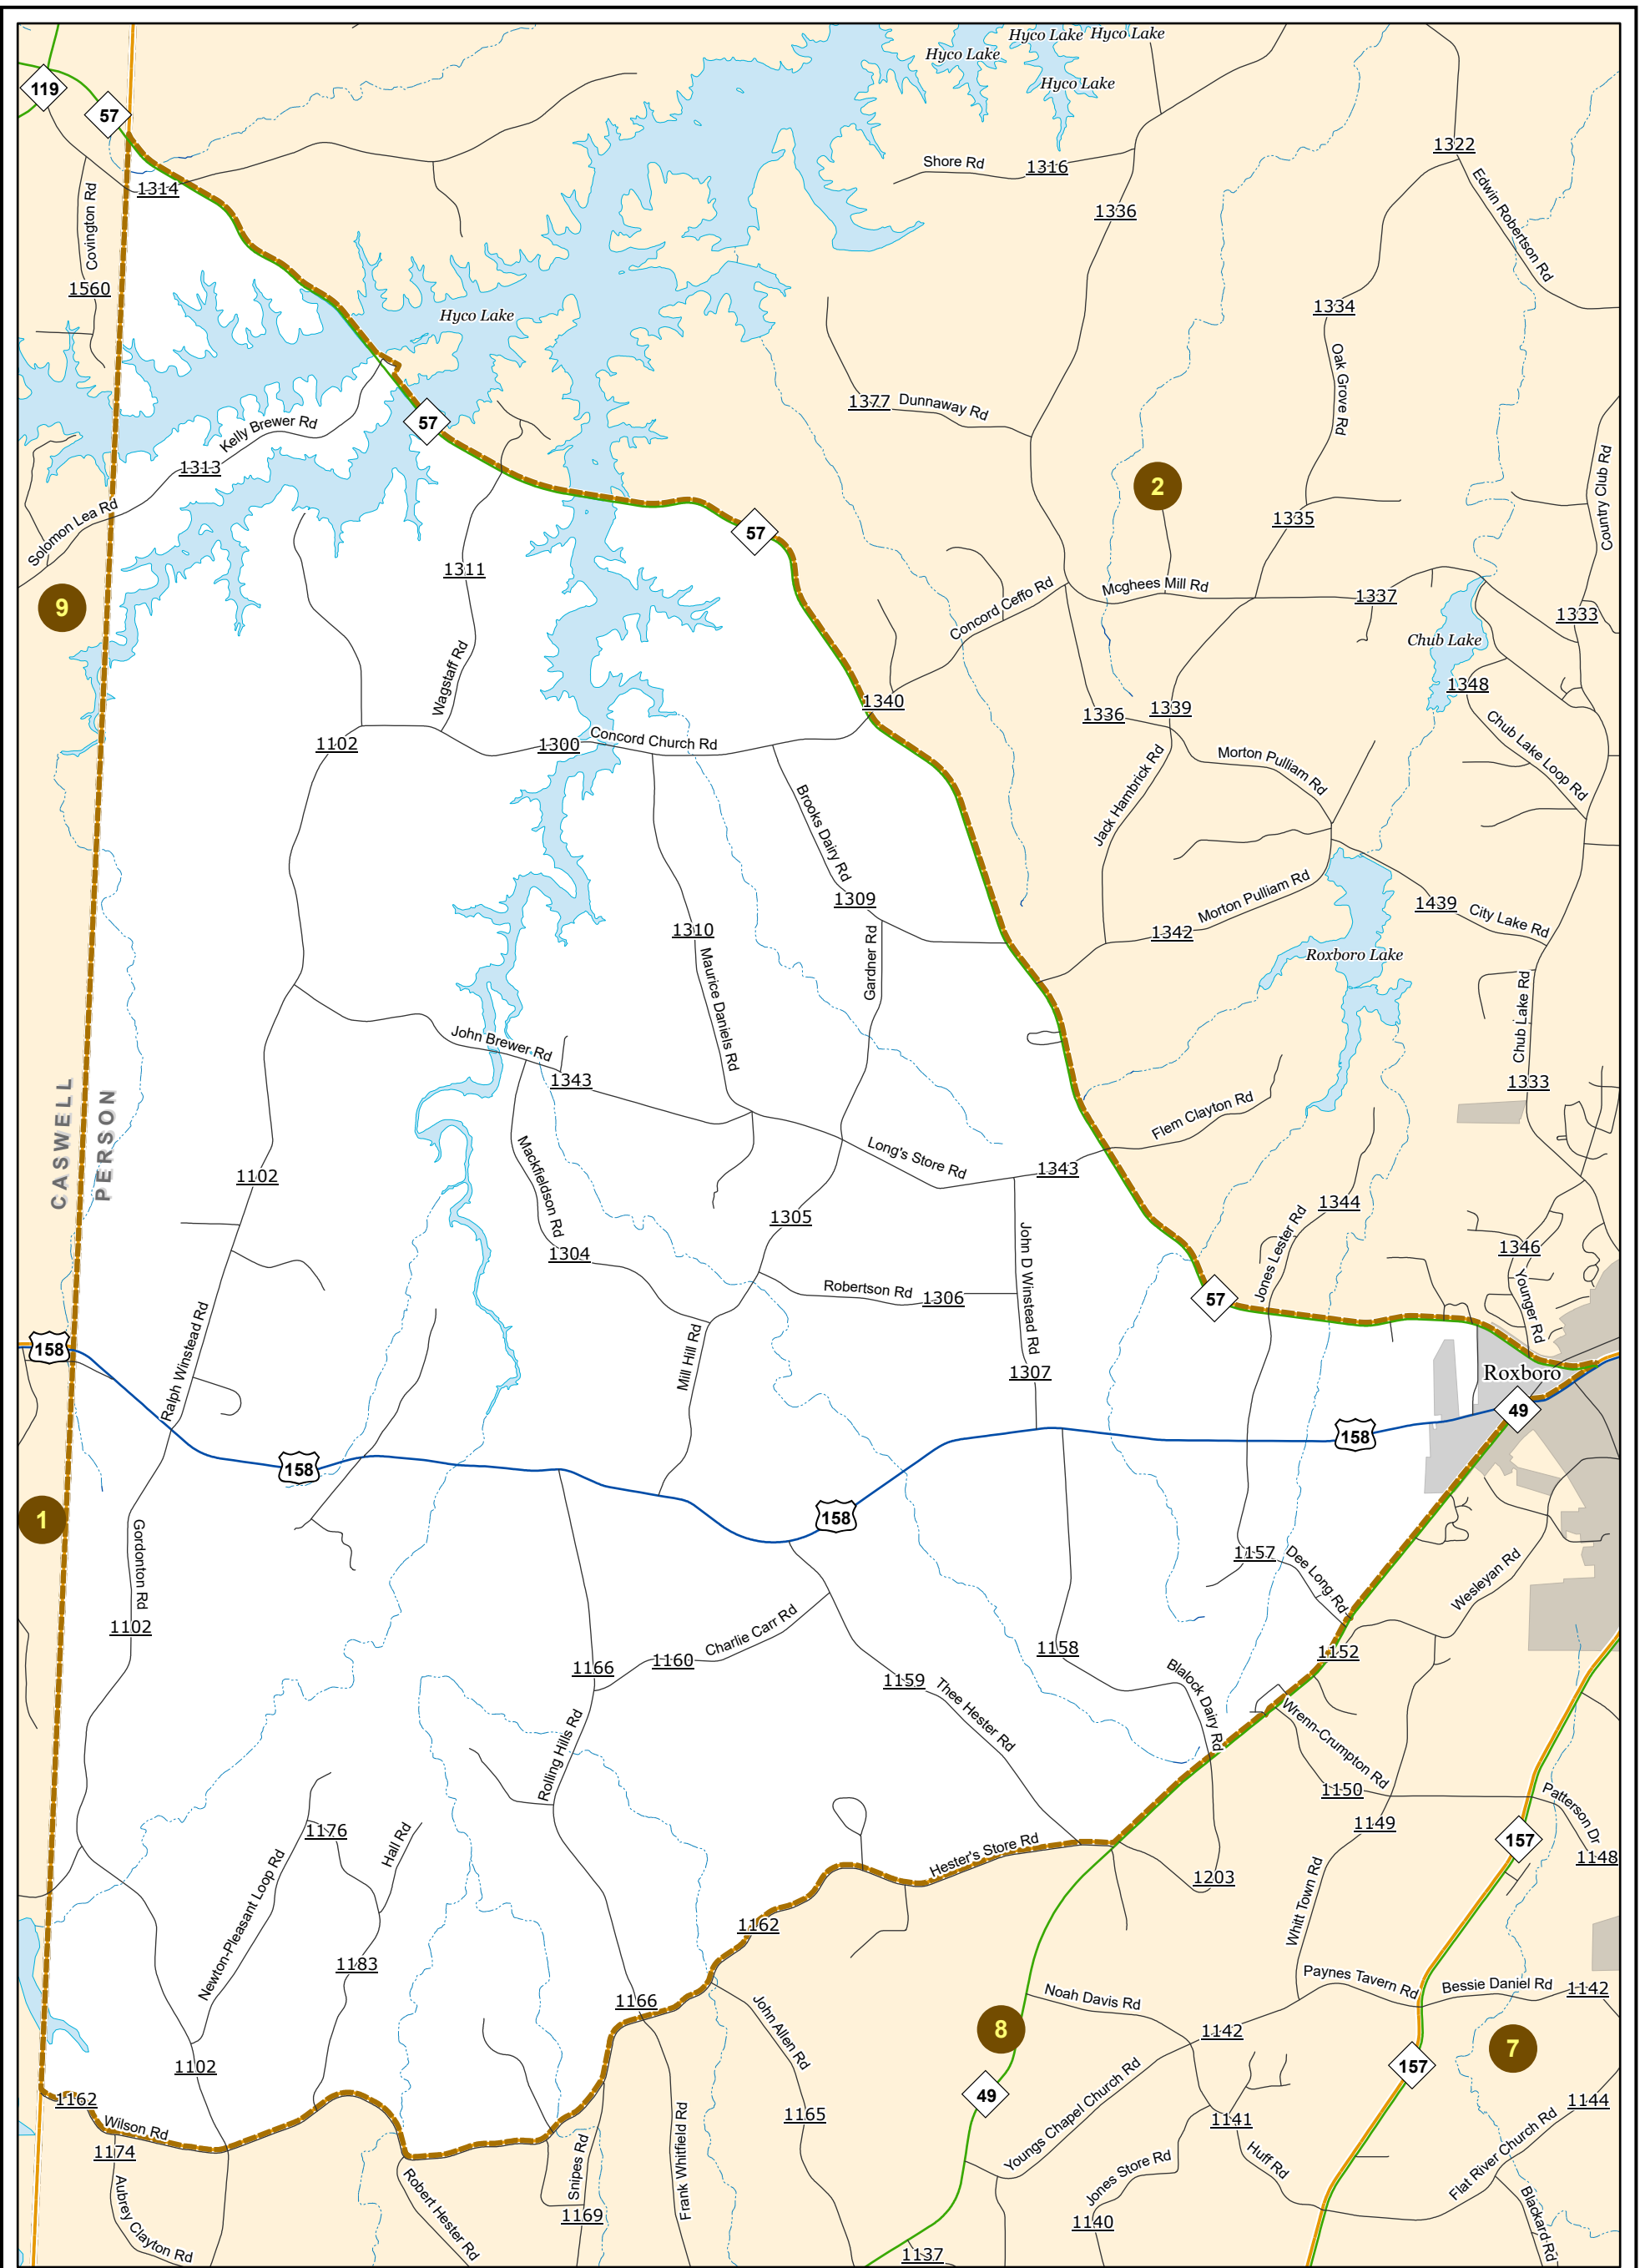 Hyco Lake
Hyco Lake
Hyco Lake
Hyco Lake
119
57
1322
Shore Rd
1316
Edwin Robertson Rd
1314
Covington Rd
1336
1560
Hyco Lake
1334
Oak Grove Rd
1377
Dunnaway Rd
57
Kelly Brewer Rd
1313
Country Club Rd
2
Solomon Lea Rd
57
1335
1311
Mcghees Mill Rd
1337
9
Concord Ceffo Rd
1333
Chub Lake
Wagstaff Rd
1348
1340
1336
1339
Chub Lake Loop Rd
1102
1300
Concord Church Rd
Morton Pulliam Rd
Jack Hambrick Rd
Brooks Dairy Rd
1309
Morton Pulliam Rd
1439
City Lake Rd
1310
1342
Gardner Rd
Roxboro Lake
Maurice Daniels Rd
Chub Lake Rd
John Brewer Rd
1343
1333
CASWELL
PERSON
Flem Clayton Rd
Mackfieldson Rd
Long's Store Rd
1343
1102
1344
1305
Jones Lester Rd
1346
John D Winstead Rd
1304
Robertson Rd
1306
57
Younger Rd
158
Ralph Winstead Rd
Mill Hill Rd
1307
Roxboro
49
158
158
158
1
Gordonton Rd
1157
Dee Long Rd
Wesleyan Rd
1102
Charlie Carr Rd
1158
1152
1166
1160
1159
Thee Hester Rd
Blalock Dairy Rd
Wrenn-Crumpton Rd
Rolling Hills Rd
1150
Patterson Dr
1176
Hall Rd
1149
157
Hester's Store Rd
1148
Newton-Pleasant Loop Rd
1203
Whitt Town Rd
1162
1183
Paynes Tavern Rd
Bessie Daniel Rd
1142
Noah Davis Rd
1166
John Allen Rd
8
1142
7
1102
157
49
Youngs Chapel Church Rd
1162
1144
1165
1141
Wilson Rd
Flat River Church Rd
1174
Snipes Rd
Frank Whitfield Rd
Huff Rd
Jones Store Rd
Aubrey Clayton Rd
Robert Hester Rd
1169
1140
Blackard Rd
1137